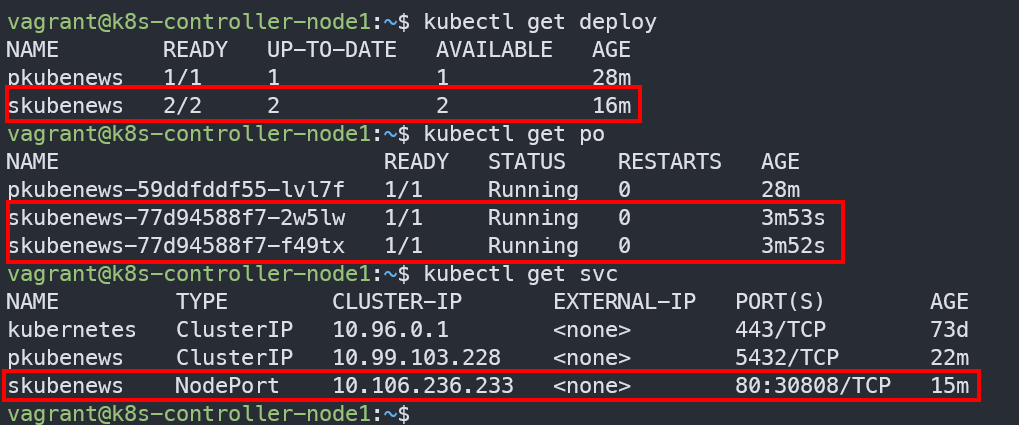 vagrant@k8s-controller-node1:~$ kubectl get deploy
NAME        READY   UP-TO-DATE   AVAILABLE   AGE
pkubenews   1/1     1            1           28m
skubenews   2/2     2            2           16m
vagrant@k8s-controller-node1:~$ kubectl get po
NAME                         READY   STATUS    RESTARTS   AGE
pkubenews-59ddfddf55-lvl7f   1/1     Running   0          28m
skubenews-77d94588f7-2w5lw   1/1     Running   0          3m53s
skubenews-77d94588f7-f49tx   1/1     Running   0          3m52s
vagrant@k8s-controller-node1:~$ kubectl get svc
NAME         TYPE        CLUSTER-IP       EXTERNAL-IP   PORT(S)        AGE
kubernetes   ClusterIP   10.96.0.1        <none>        443/TCP        73d
pkubenews    ClusterIP   10.99.103.228    <none>        5432/TCP       22m
skubenews    NodePort    10.106.236.233   <none>        80:30808/TCP   15m
vagrant@k8s-controller-node1:~$